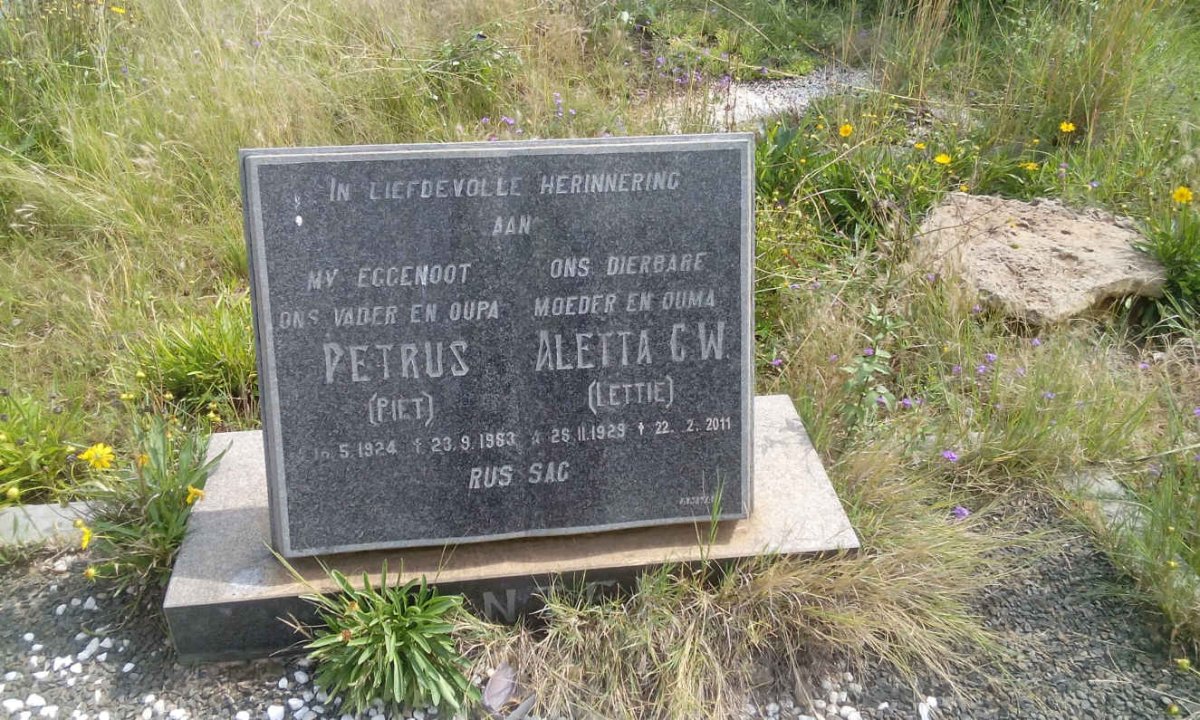 IN LIEFDEVOLLE HERINNERING
AAN
MY EGGENOOT
ONS VADER EN OUPA
PETRUS
(PIET)
5.1924 † 23.9.1983
ONS DIERBARE
MOEDER EN OUMA
ALETTA G W
(LETTIE)
28.11.1929 † 22.2.2011
RUS SAG